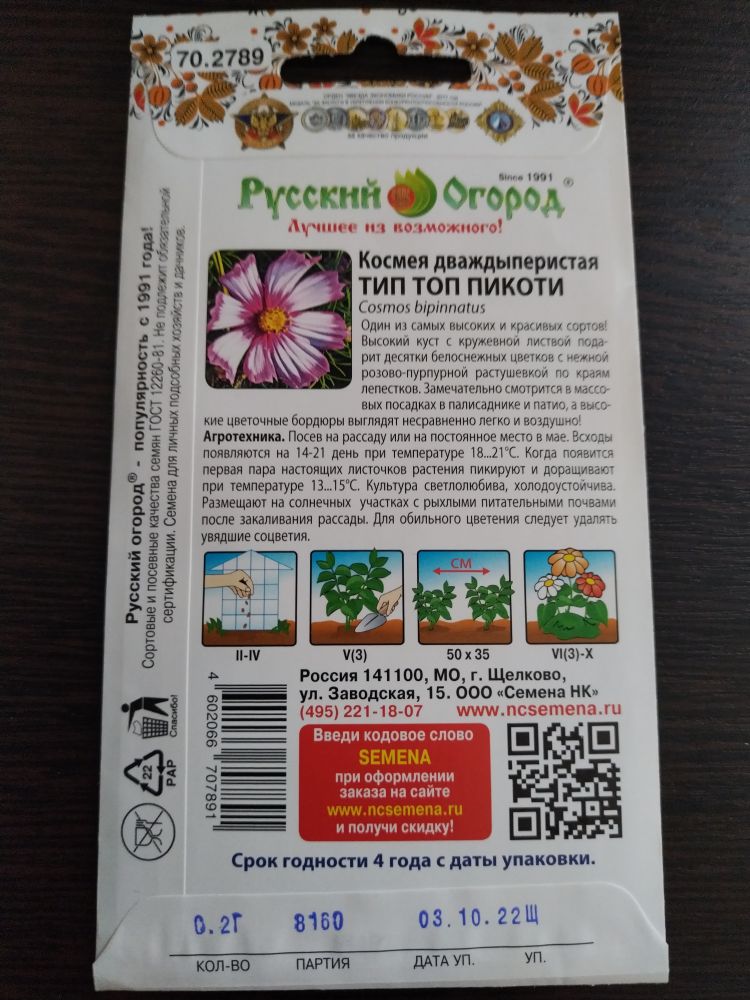 70.2789
ОРДЕН "ЗВЕЗДА ЭКОНОМИКИ РОССИИ"
за качество продукции
Since 1991
Русский Огород®
Лучшее из возможного!
Космея дваждыперистая
ТИП ТОП ПИКОТИ
Cosmos bipinnatus
Один из самых высоких и красивых сортов!
Высокий куст с кружевной листвой пода-
рит десятки белоснежных цветков с нежной
розово-пурпурной растушевкой по краям
лепестков. Замечательно смотрится в массо-
вых посадках в палисаднике и патио, а высо-
кие цветочные бордюры выглядят несравненно легко и воздушно!
Агротехника. Посев на рассаду или на постоянное место в мае. Всходы
появляются на 14-21 день при температуре 18...21°С. Когда появится
первая пара настоящих листочков растения пикируют и доращивают
при температуре 13...15°С. Культура светлолюбива, холодоустойчива.
Размещают на солнечных участках с рыхлыми питательными почвами
после закаливания рассады. Для обильного цветения следует удалять
увядшие соцветия.
СМ
II-IV V(3) 50 x 35 VI(3)-X
Россия 141100, МО, г. Щелково,
ул. Заводская, 15. ООО «Семена НК»
(495) 221-18-07 www.ncsemena.ru
Введи кодовое слово
SEMENA
при оформлении
заказа на сайте
www.ncsemena.ru
и получи скидку!
4 602066 707891
Срок годности 4 года с даты упаковки.
0.2Г 8160 03.10.22Щ
КОЛ-ВО ПАРТИЯ ДАТА УП. УП.
Русский огород® - популярность с 1991 года!
Сортовые и посевные качества семян ГОСТ 12260-81. Не подлежит обязательной
сертификации. Семена для личных подсобных хозяйств и дачников.
Спасибо!
22
PAP